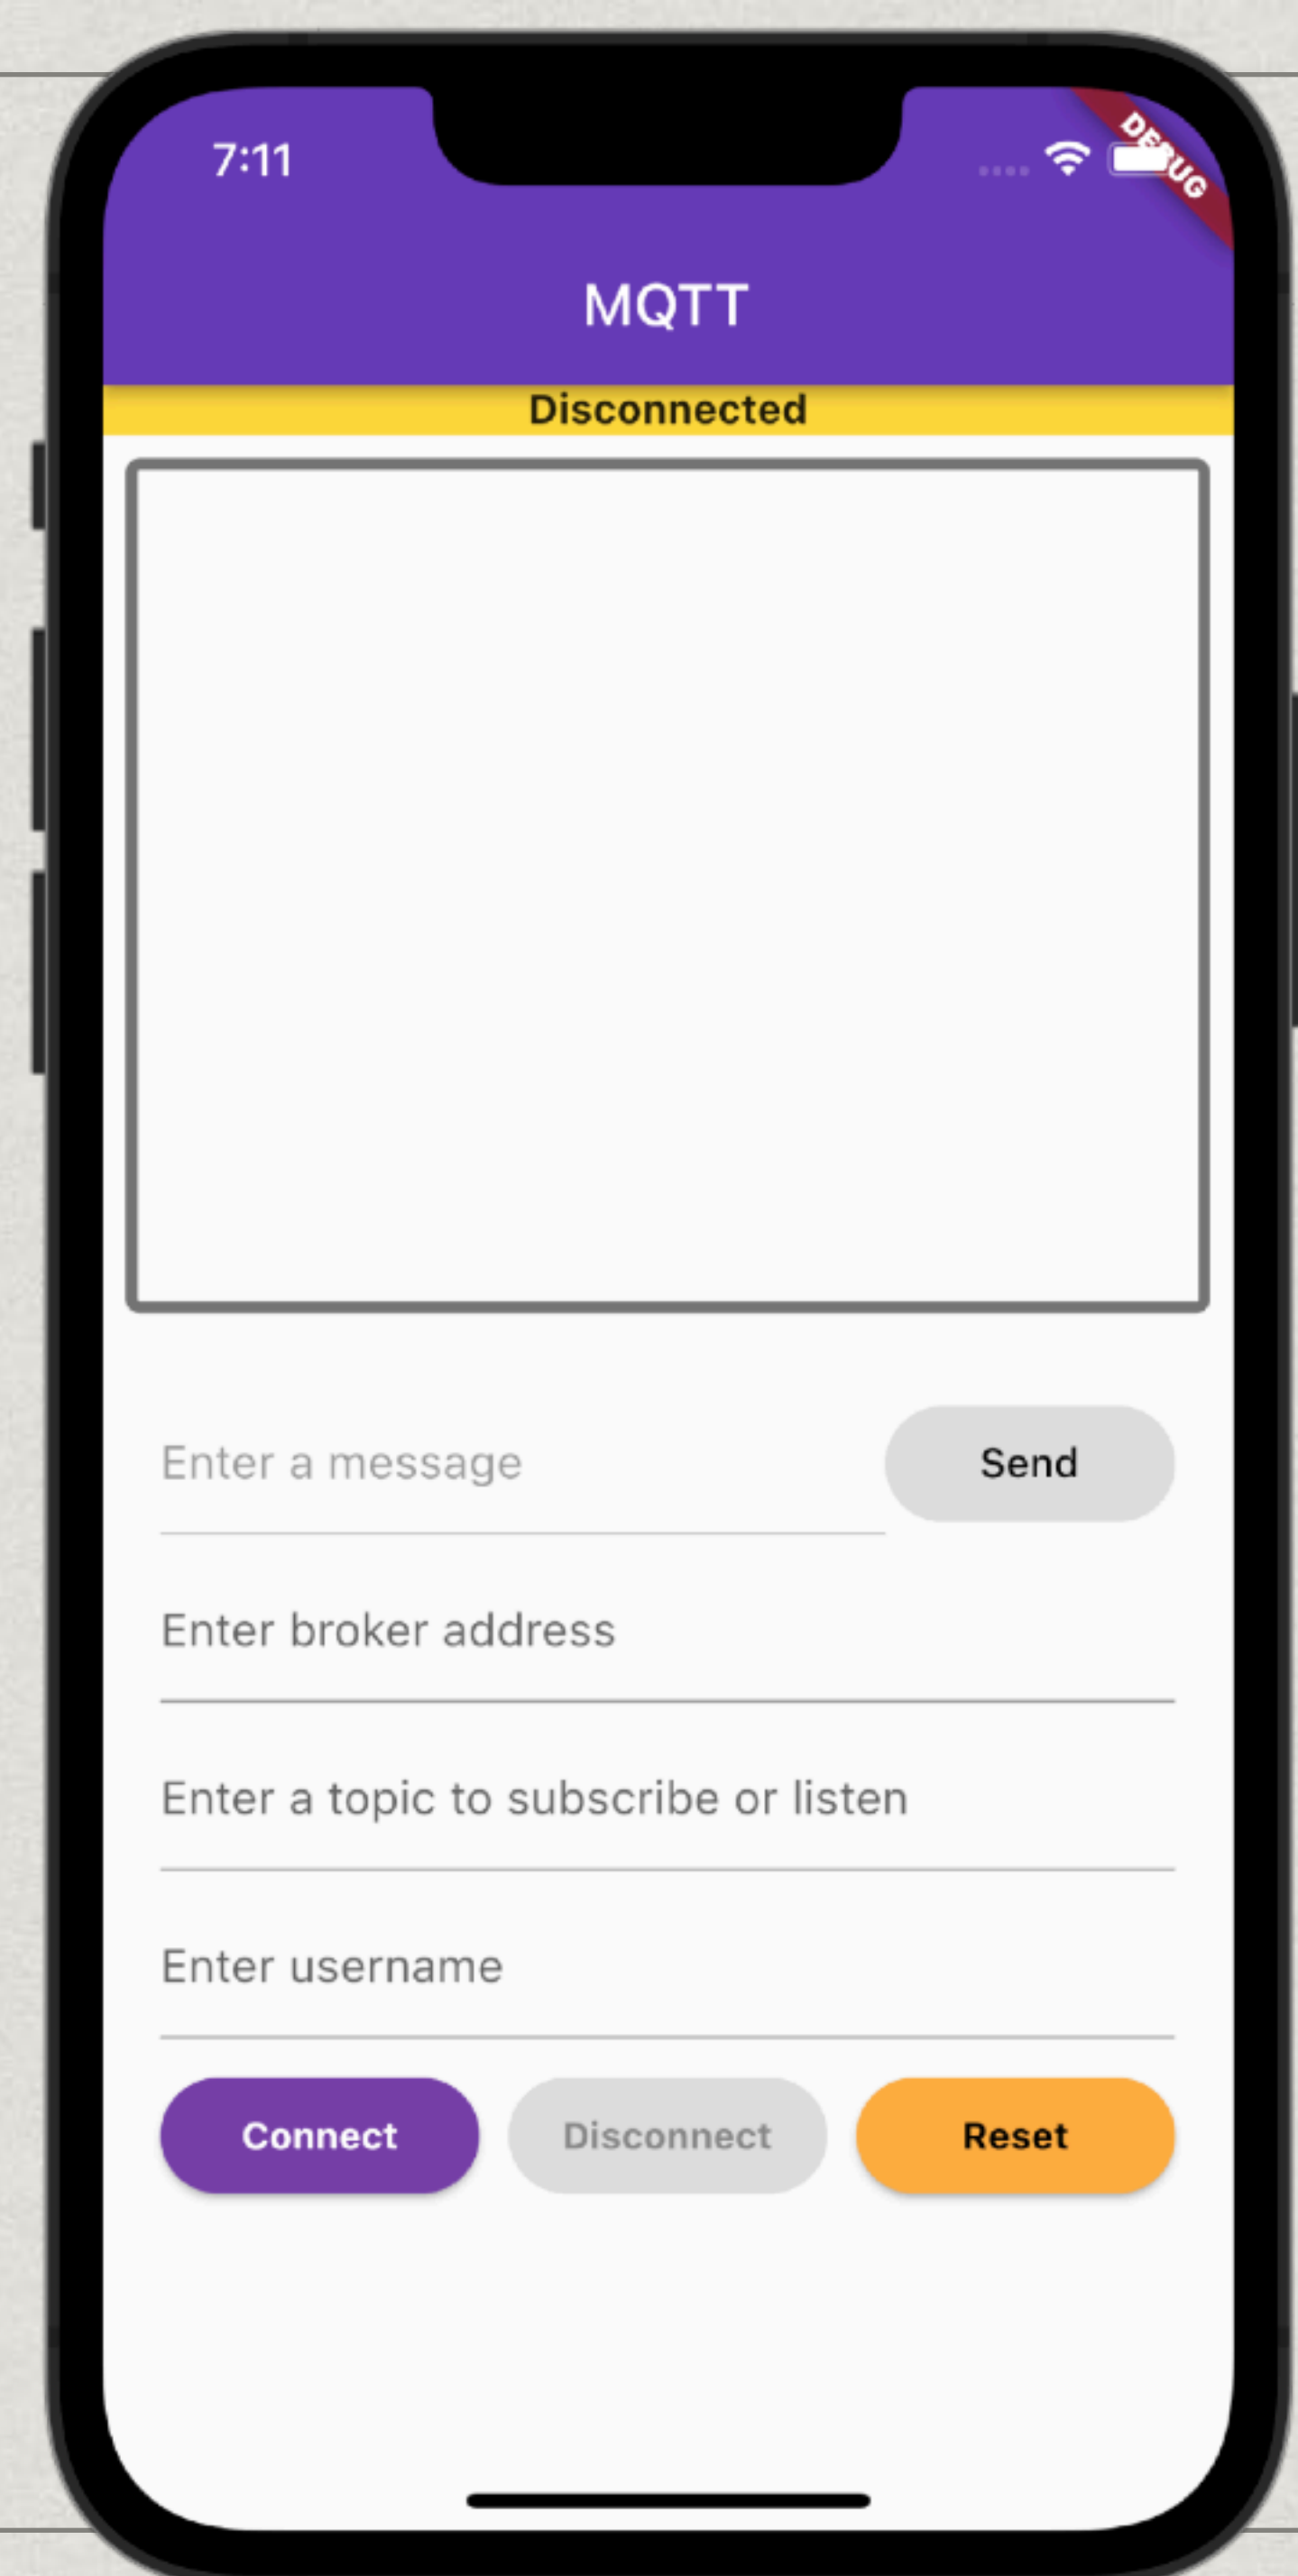 7:11
DEBUG
MQTT
Disconnected
Enter a message
Send
Enter broker address
Enter a topic to subscribe or listen
Enter username
Connect Disconnect Reset